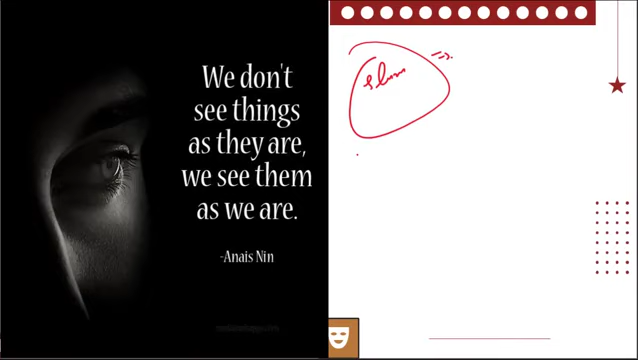 We don't
see things
as they are,
we see them
as we are.
-Anais Nin